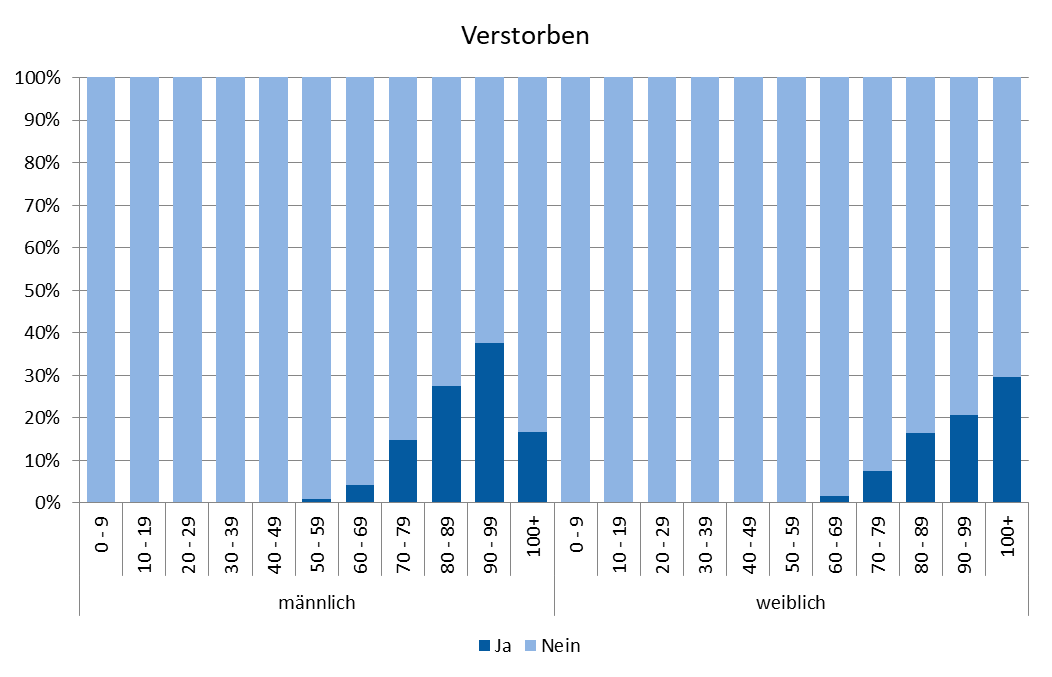 Verstorben
100%
90%
80%
70%
60%
50%
40%
30%
20%
10%
0%
0 - 9
10 - 19
20 - 29
30 - 39
40 - 49
50 - 59
60 - 69
70 - 79
80 - 89
90 - 99
100+
0 - 9
10 - 19
20 - 29
30 - 39
40 - 49
50 - 59
60 - 69
70 - 79
80 - 89
90 - 99
100+
männlich
weiblich
Ja
Nein